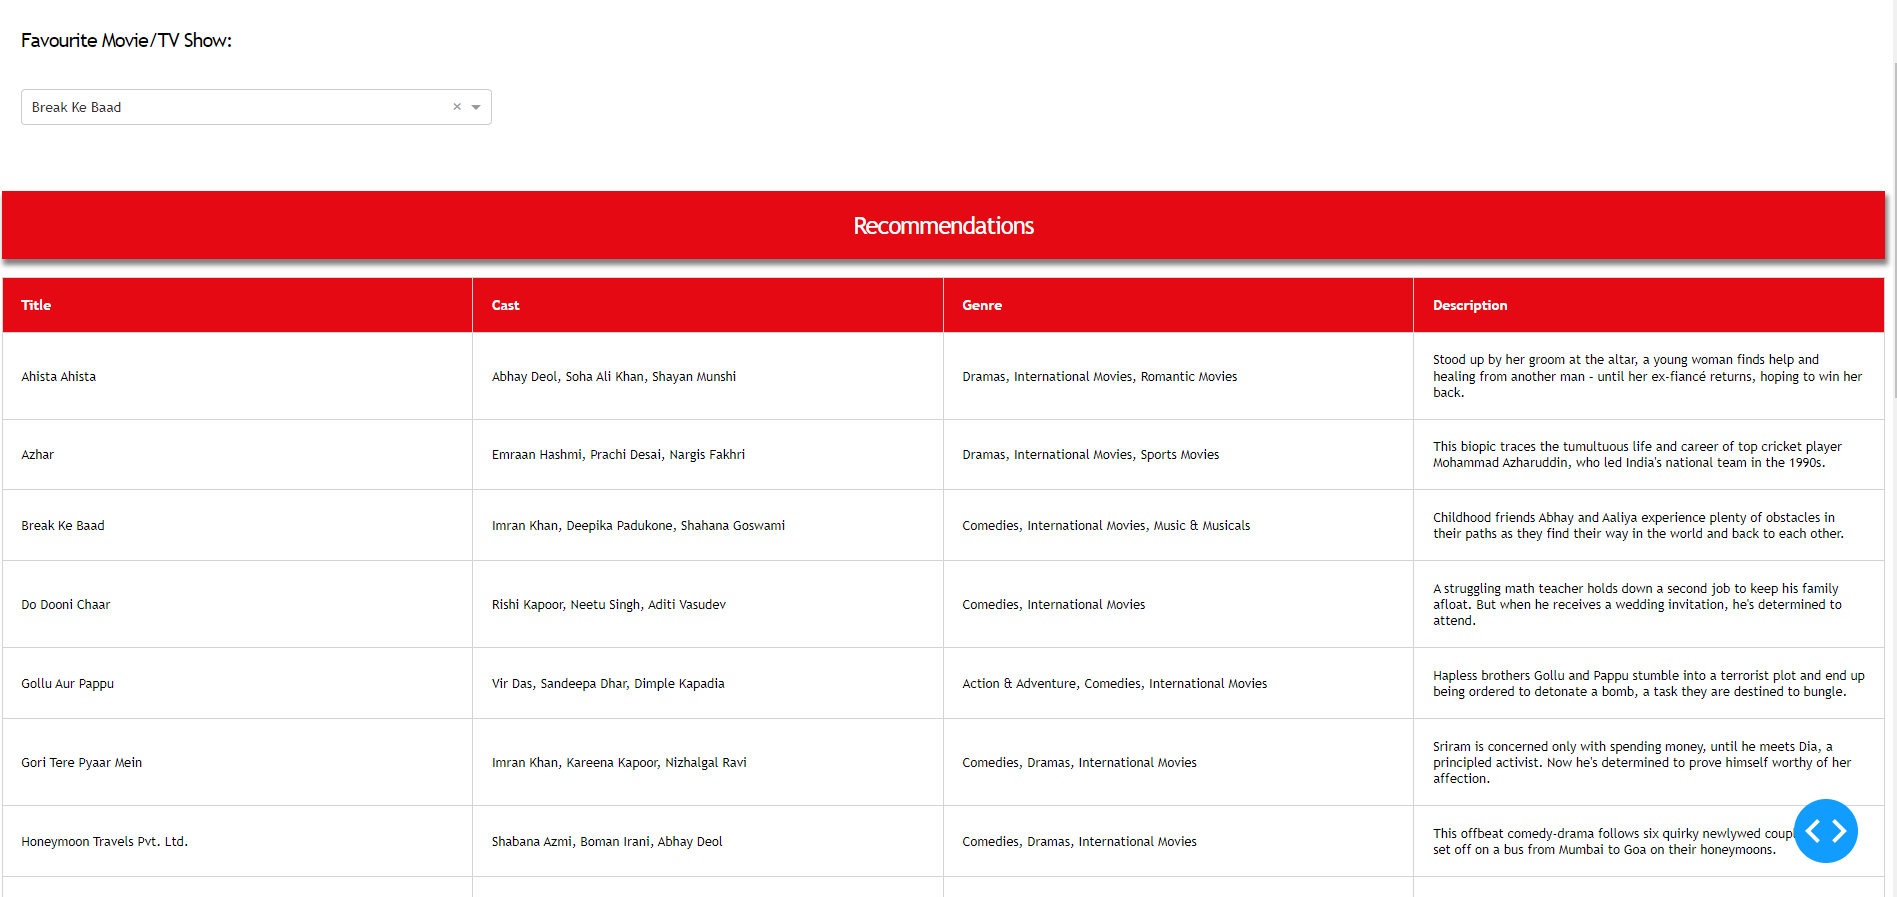 Favourite Movie/TV Show:
Break Ke Baad
Recommendations
Title
Cast
Genre
Description
Ahista Ahista
Abhay Deol, Soha Ali Khan, Shayan Munshi
Dramas, International Movies, Romantic Movies
Stood up by her groom at the altar, a young woman finds help and
healing from another man - until her ex-fiancé returns, hoping to win her
back.
Azhar
Emraan Hashmi, Prachi Desai, Nargis Fakhri
Dramas, International Movies, Sports Movies
This biopic traces the tumultuous life and career of top cricket player
Mohammad Azharuddin, who led India's national team in the 1990s.
Break Ke Baad
Imran Khan, Deepika Padukone, Shahana Goswami
Comedies, International Movies, Music & Musicals
Childhood friends Abhay and Aaliya experience plenty of obstacles in
their paths as they find their way in the world and back to each other.
Do Dooni Chaar
Rishi Kapoor, Neetu Singh, Aditi Vasudev
Comedies, International Movies
A struggling math teacher holds down a second job to keep his family
afloat. But when he receives a wedding invitation, he's determined to
attend.
Gollu Aur Pappu
Vir Das, Sandeepa Dhar, Dimple Kapadia
Action & Adventure, Comedies, International Movies
Hapless brothers Gollu and Pappu stumble into a terrorist plot and end up
being ordered to detonate a bomb, a task they are destined to bungle.
Gori Tere Pyaar Mein
Imran Khan, Kareena Kapoor, Nizhalgal Ravi
Comedies, Dramas, International Movies
Sriram is concerned only with spending money, until he meets Dia, a
principled activist. Now he's determined to prove himself worthy of her
affection.
Honeymoon Travels Pvt. Ltd.
Shabana Azmi, Boman Irani, Abhay Deol
Comedies, Dramas, International Movies
This offbeat comedy-drama follows six quirky newlywed
set off on a bus from Mumbai to Goa on their honeymoons.